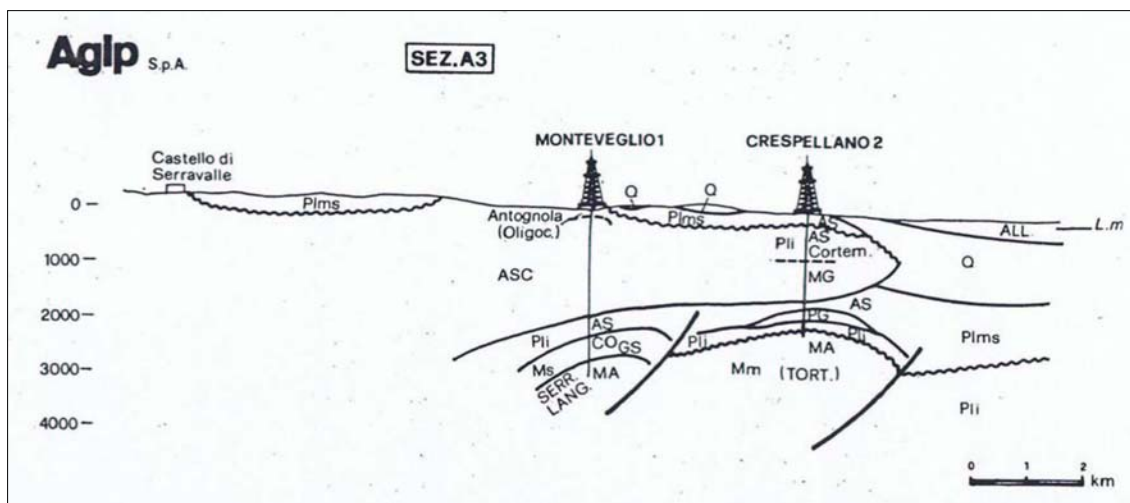 Agip S.p.A.
SEZ.A3
MONTEVEGLIO1
CRESPELLANO 2
Castello di
Serravalle
Plms
Antognola
(Oligoc.)
Q
Q
Plms
AS
Pli
AS
Cortem.
MG
ALL.
L.m
Q
ASC
AS
AS
Pli
CO
GS
Ms
MA
SERR.
LANG.
Pli
PG
Pli
MA
Mm
(TORT.)
Plms
Pli
0
1000
2000
3000
4000
0 1 2
km